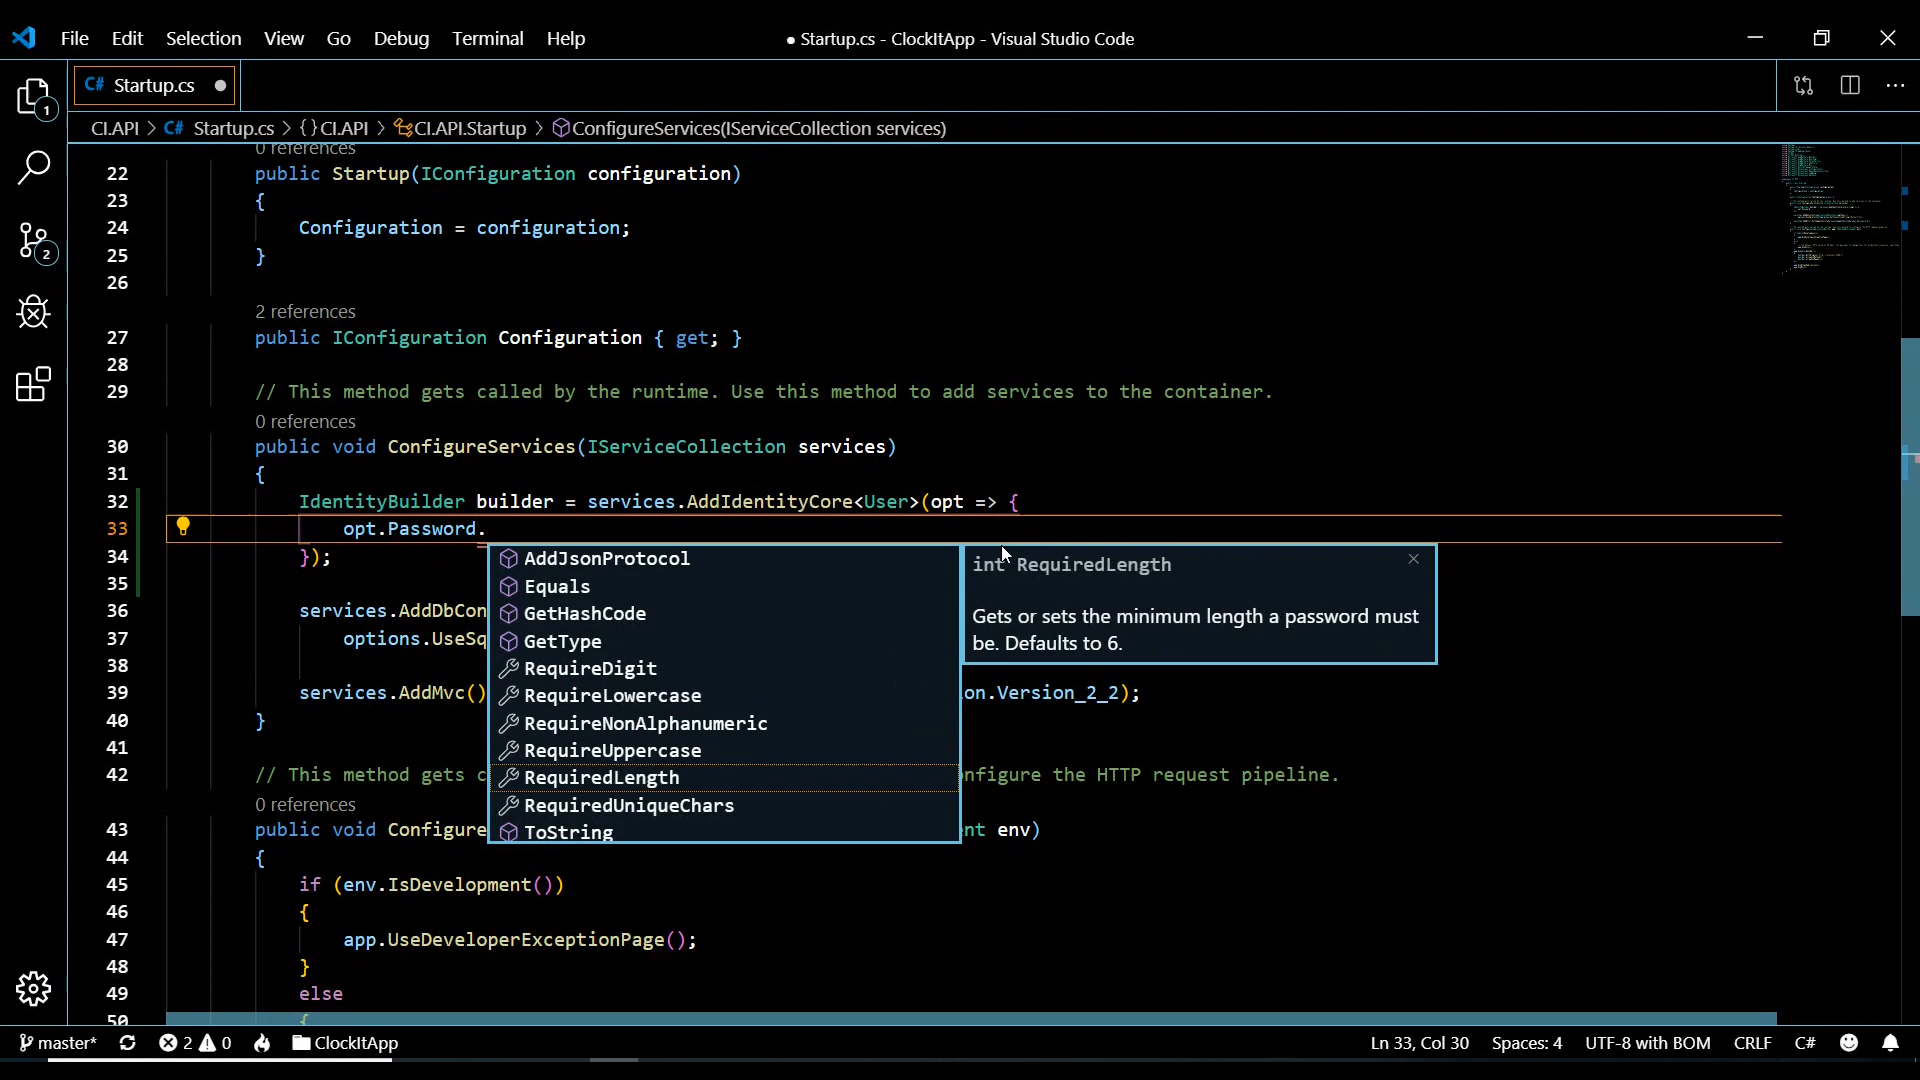 File Edit Selection View Go Debug Terminal Help
● Startup.cs - ClockItApp - Visual Studio Code
C# Startup.cs ●
CI.API > C# Startup.cs > {} CI.API > CI.API.Startup > ConfigureServices(IServiceCollection services)
1
2
0 references
22 public Startup(IConfiguration configuration)
23 {
24 Configuration = configuration;
25 }
26
2 references
27 public IConfiguration Configuration { get; }
28
29 // This method gets called by the runtime. Use this method to add services to the container.
0 references
30 public void ConfigureServices(IServiceCollection services)
31 {
32 IdentityBuilder builder = services.AddIdentityCore<User>(opt => {
33 opt.Password.
34 });
35
36 services.AddDbCon
37 options.UseSq
38
39 services.AddMvc() on.Version_2_2);
40 }
41
42 // This method gets c nfigure the HTTP request pipeline.
0 references
43 public void Configure nt env)
44 {
45 if (env.IsDevelopment())
46 {
47 app.UseDeveloperExceptionPage();
48 }
49 else
50 {
AddJsonProtocol
Equals
GetHashCode
GetType
RequireDigit
RequireLowercase
RequireNonAlphanumeric
RequireUppercase
RequiredLength
RequiredUniqueChars
ToString
int RequiredLength
Gets or sets the minimum length a password must
be. Defaults to 6.
master* 2 0 ClockItApp Ln 33, Col 30 Spaces: 4 UTF-8 with BOM CRLF C#